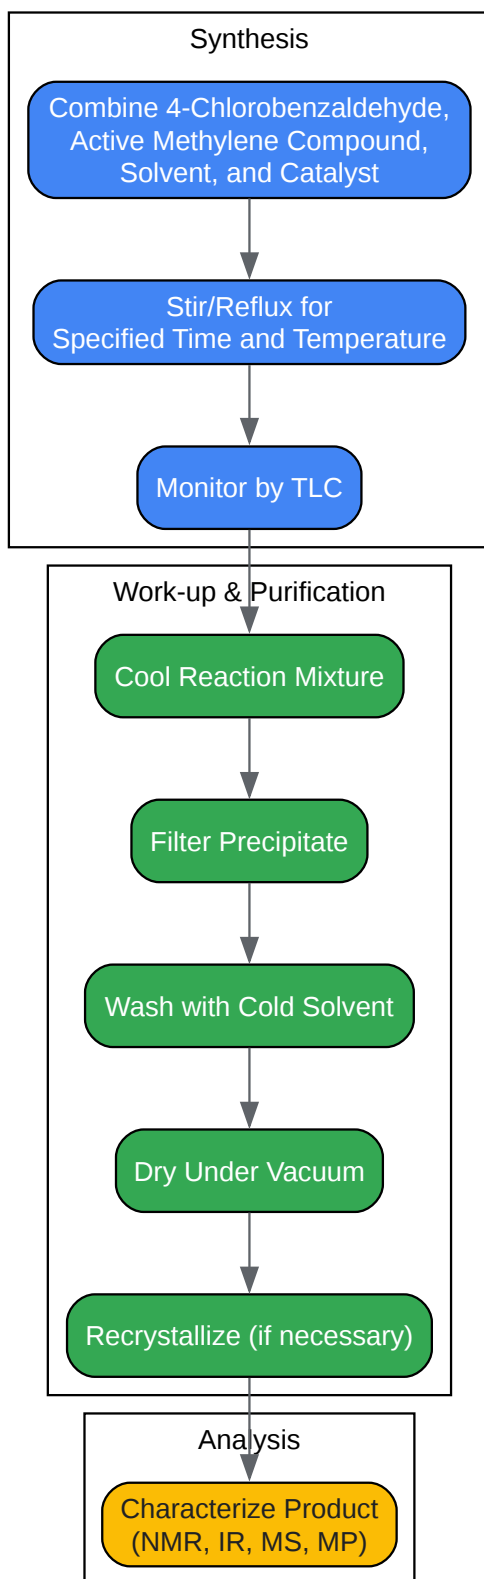 Synthesis
Combine 4-Chlorobenzaldehyde,
Active Methylene Compound,
Solvent, and Catalyst
Stir/Reflux for
Specified Time and Temperature
Monitor by TLC
Work-up & Purification
Cool Reaction Mixture
Filter Precipitate
Wash with Cold Solvent
Dry Under Vacuum
Recrystallize (if necessary)
Analysis
Characterize Product
(NMR, IR, MS, MP)